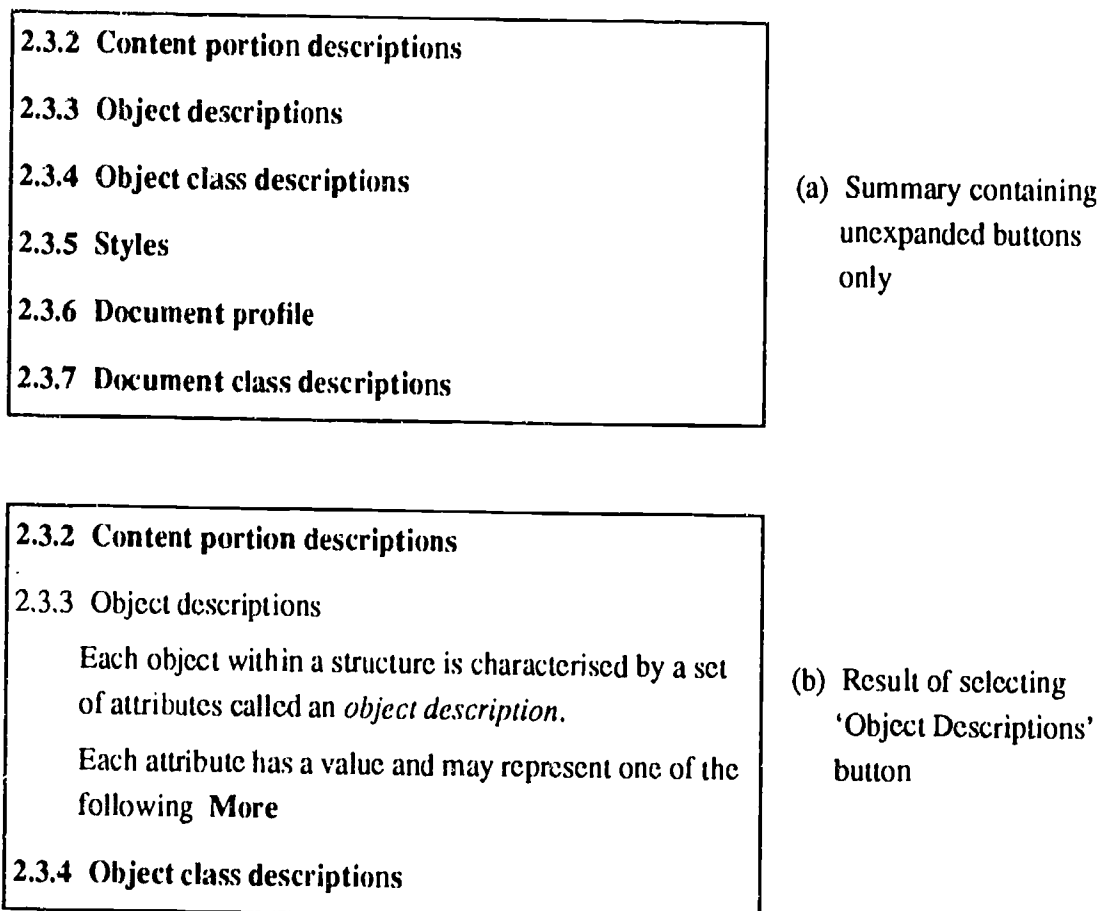 2.3.2 Content portion descriptions
2.3.3 Object descriptions
2.3.4 Object class descriptions
2.3.5 Styles
2.3.6 Document profile
2.3.7 Document class descriptions
(a) Summary containing
unexpanded buttons
only
2.3.2 Content portion descriptions
2.3.3 Object descriptions
Each object within a structure is characterised by a set
of attributes called an object description.
Each attribute has a value and may represent one of the
following More
2.3.4 Object class descriptions
(b) Result of selecting
‘Object Descriptions’
button